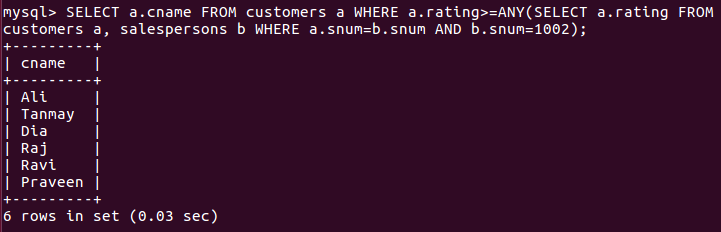 mysql> SELECT a.cname FROM customers a WHERE a.rating>=ANY(SELECT a.rating FROM
customers a, salespersons b WHERE a.snum=b.snum AND b.snum=1002);
+---------+
| cname   |
+---------+
| Ali     |
| Tanmay  |
| Dia     |
| Raj     |
| Ravi    |
| Praveen |
+---------+
6 rows in set (0.03 sec)